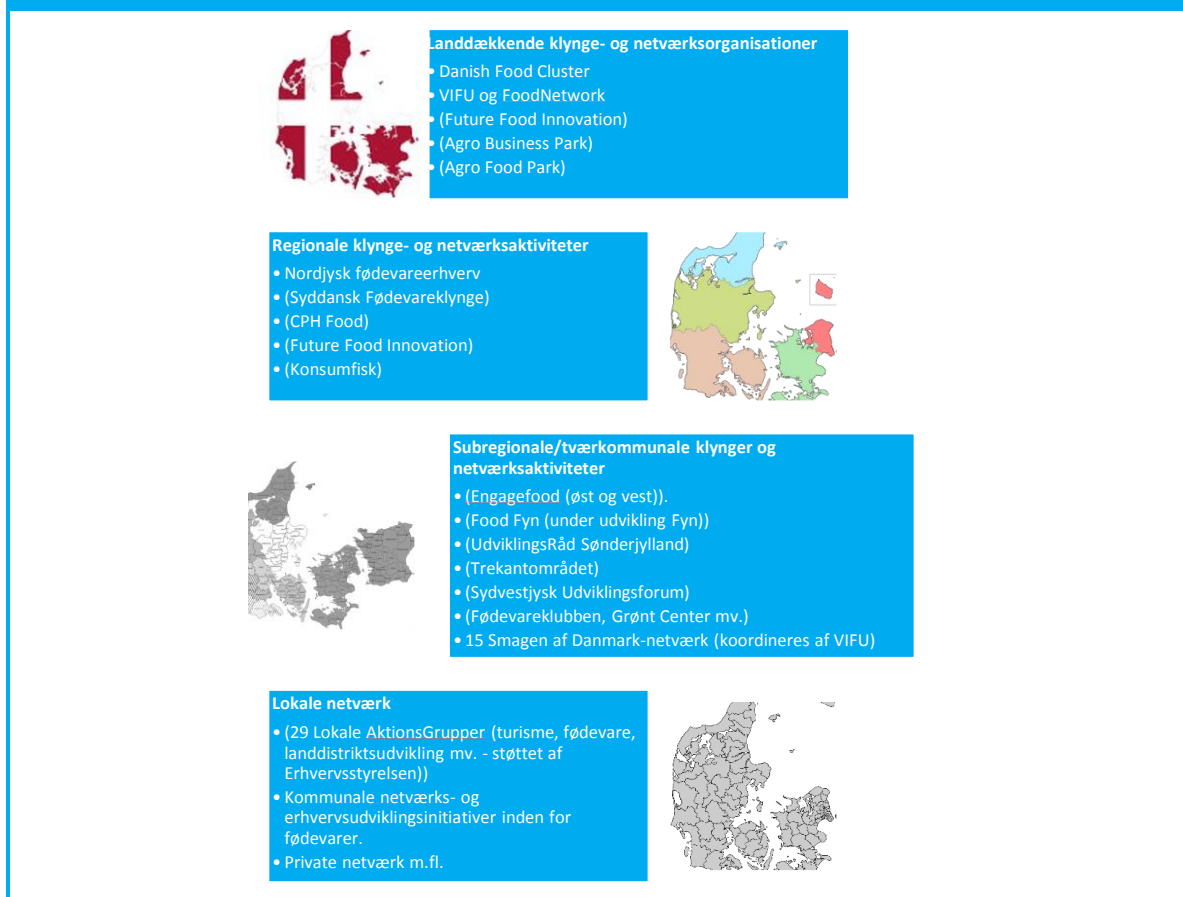 Landdækkende klynge- og netværksorganisationer
• Danish Food Cluster
• VIFU og FoodNetwork
• (Future Food Innovation)
• (Agro Business Park)
• (Agro Food Park)
Regionale klynge- og netværksaktiviteter
• Nordjysk fødevareerhverv
• (Syddansk Fødevareklynge)
• (CPH Food)
• (Future Food Innovation)
• (Konsumfisk)
Subregionale/tværkommunale klynger og
netværksaktiviteter
• (Engagefood (øst og vest)).
• (Food Fyn (under udvikling Fyn))
• (UdviklingsRåd Sønderjylland)
• (Trekantområdet)
• (Sydvestjysk Udviklingsforum)
• (Fødevareklubben, Grønt Center mv.)
• 15 Smagen af Danmark-netværk (koordineres af VIFU)
Lokale netværk
• (29 Lokale AktionsGrupper (turisme, fødevare,
landdistriktsudvikling mv. - støttet af
Erhvervsstyrelsen))
• Kommunale netværks- og
erhvervsudviklingsinitiativer inden for
fødevarer.
• Private netværk m.fl.